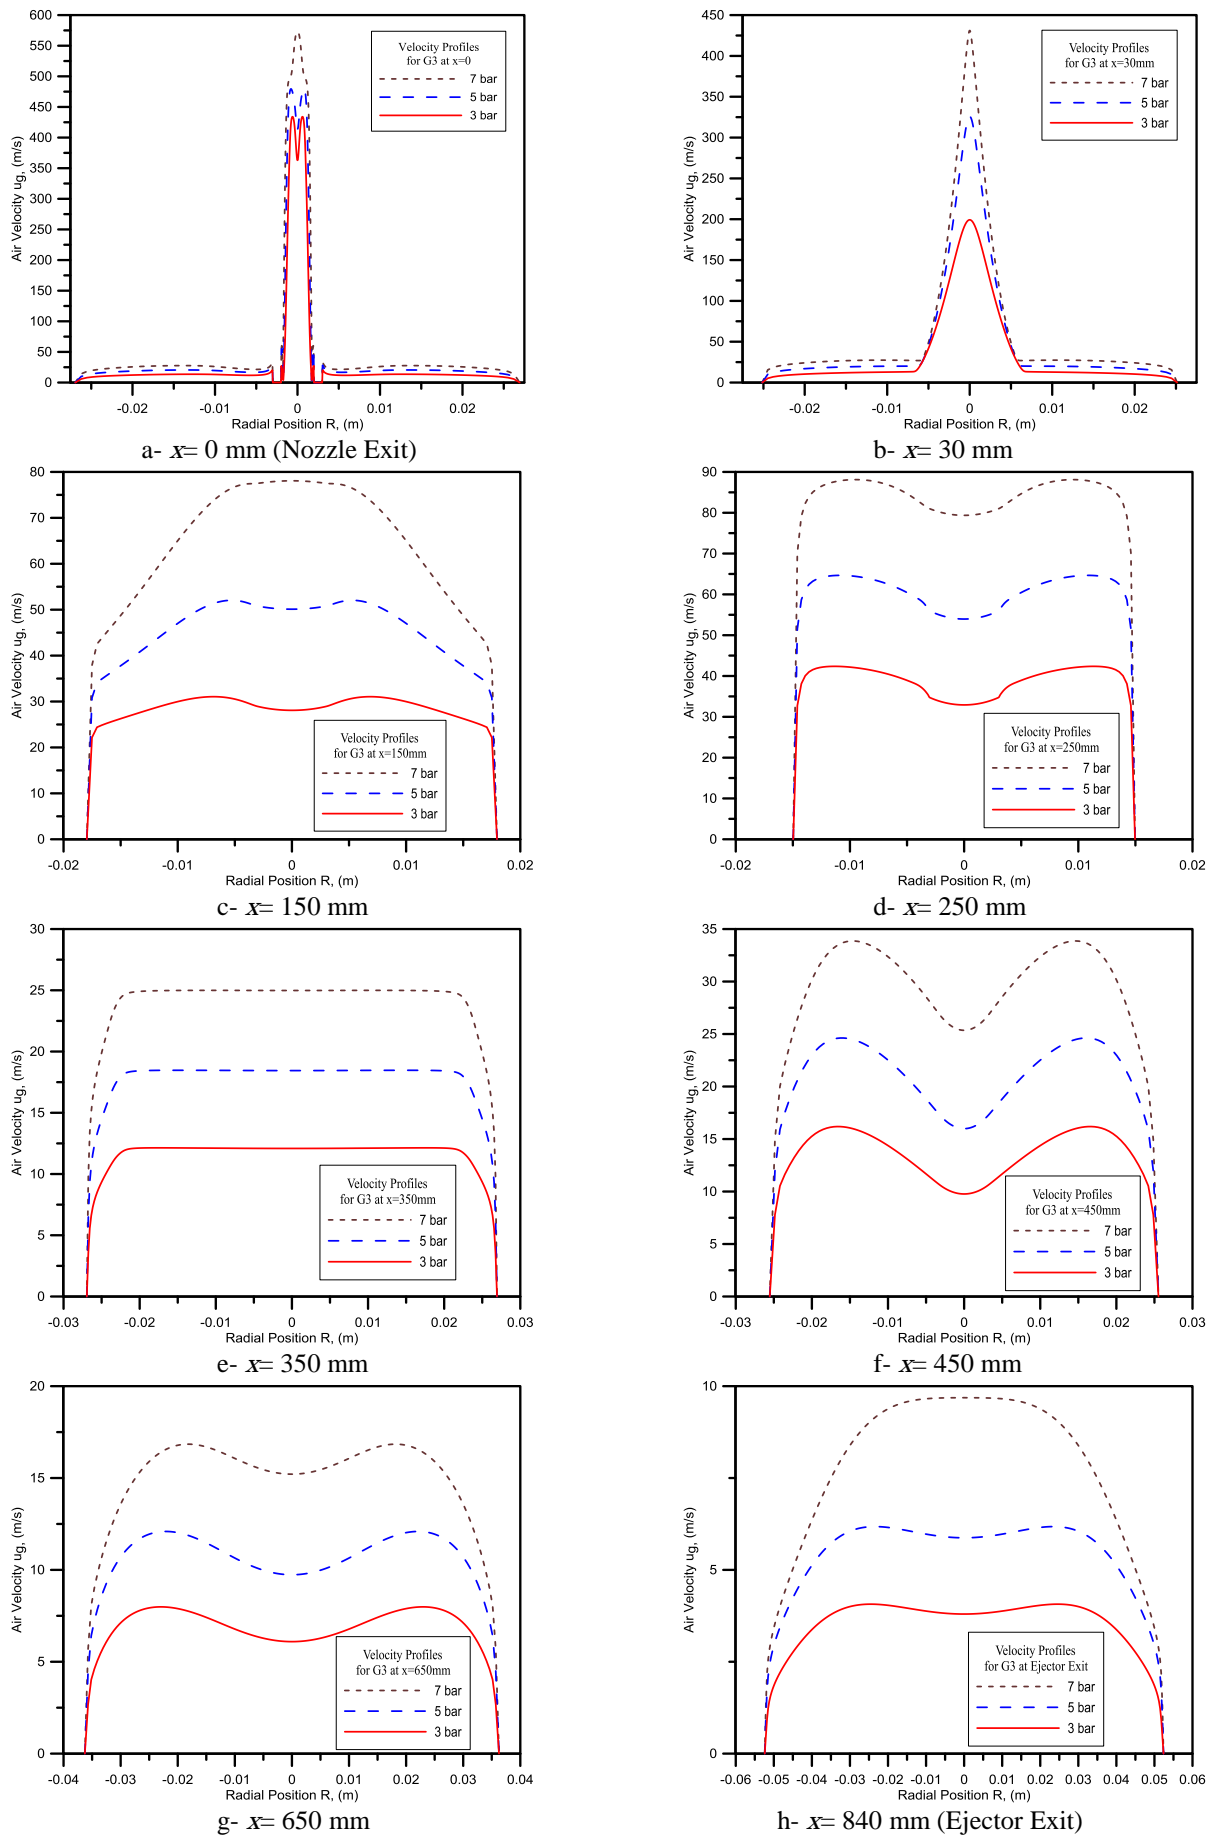 600
550
500
450
400
350
300
250
200
150
100
50
0
Air Velocity ug, (m/s)
Velocity Profiles
for G3 at x=0
7 bar
5 bar
3 bar
-0.02 -0.01 0 0.01 0.02
Radial Position R, (m)
a- x= 0 mm (Nozzle Exit)
450
400
350
300
250
200
150
100
50
0
Air Velocity ug, (m/s)
Velocity Profiles
for G3 at x=30mm
7 bar
5 bar
3 bar
-0.02 -0.01 0 0.01 0.02
Radial Position R, (m)
b- x= 30 mm
80
70
60
50
40
30
20
10
0
Air Velocity ug, (m/s)
Velocity Profiles
for G3 at x=150mm
7 bar
5 bar
3 bar
-0.02 -0.01 0 0.01 0.02
Radial Position R, (m)
c- x= 150 mm
90
80
70
60
50
40
30
20
10
0
Air Velocity ug, (m/s)
Velocity Profiles
for G3 at x=250mm
7 bar
5 bar
3 bar
-0.02 -0.01 0 0.01 0.02
Radial Position R, (m)
d- x= 250 mm
30
25
20
15
10
5
0
Air Velocity ug, (m/s)
Velocity Profiles
for G3 at x=350mm
7 bar
5 bar
3 bar
-0.03 -0.02 -0.01 0 0.01 0.02 0.03
Radial Position R, (m)
e- x= 350 mm
35
30
25
20
15
10
5
0
Air Velocity ug, (m/s)
Velocity Profiles
for G3 at x=450mm
7 bar
5 bar
3 bar
-0.03 -0.02 -0.01 0 0.01 0.02 0.03
Radial Position R, (m)
f- x= 450 mm
20
15
10
5
0
Air Velocity ug, (m/s)
Velocity Profiles
for G3 at x=650mm
7 bar
5 bar
3 bar
-0.04 -0.03 -0.02 -0.01 0 0.01 0.02 0.03 0.04
Radial Position R, (m)
g- x= 650 mm
10
5
0
Air Velocity ug, (m/s)
Velocity Profiles
for G3 at Ejector Exit
7 bar
5 bar
3 bar
-0.06 -0.05 -0.04 -0.03 -0.02 -0.01 0 0.01 0.02 0.03 0.04 0.05 0.06
Radial Position R, (m)
h- x= 840 mm (Ejector Exit)